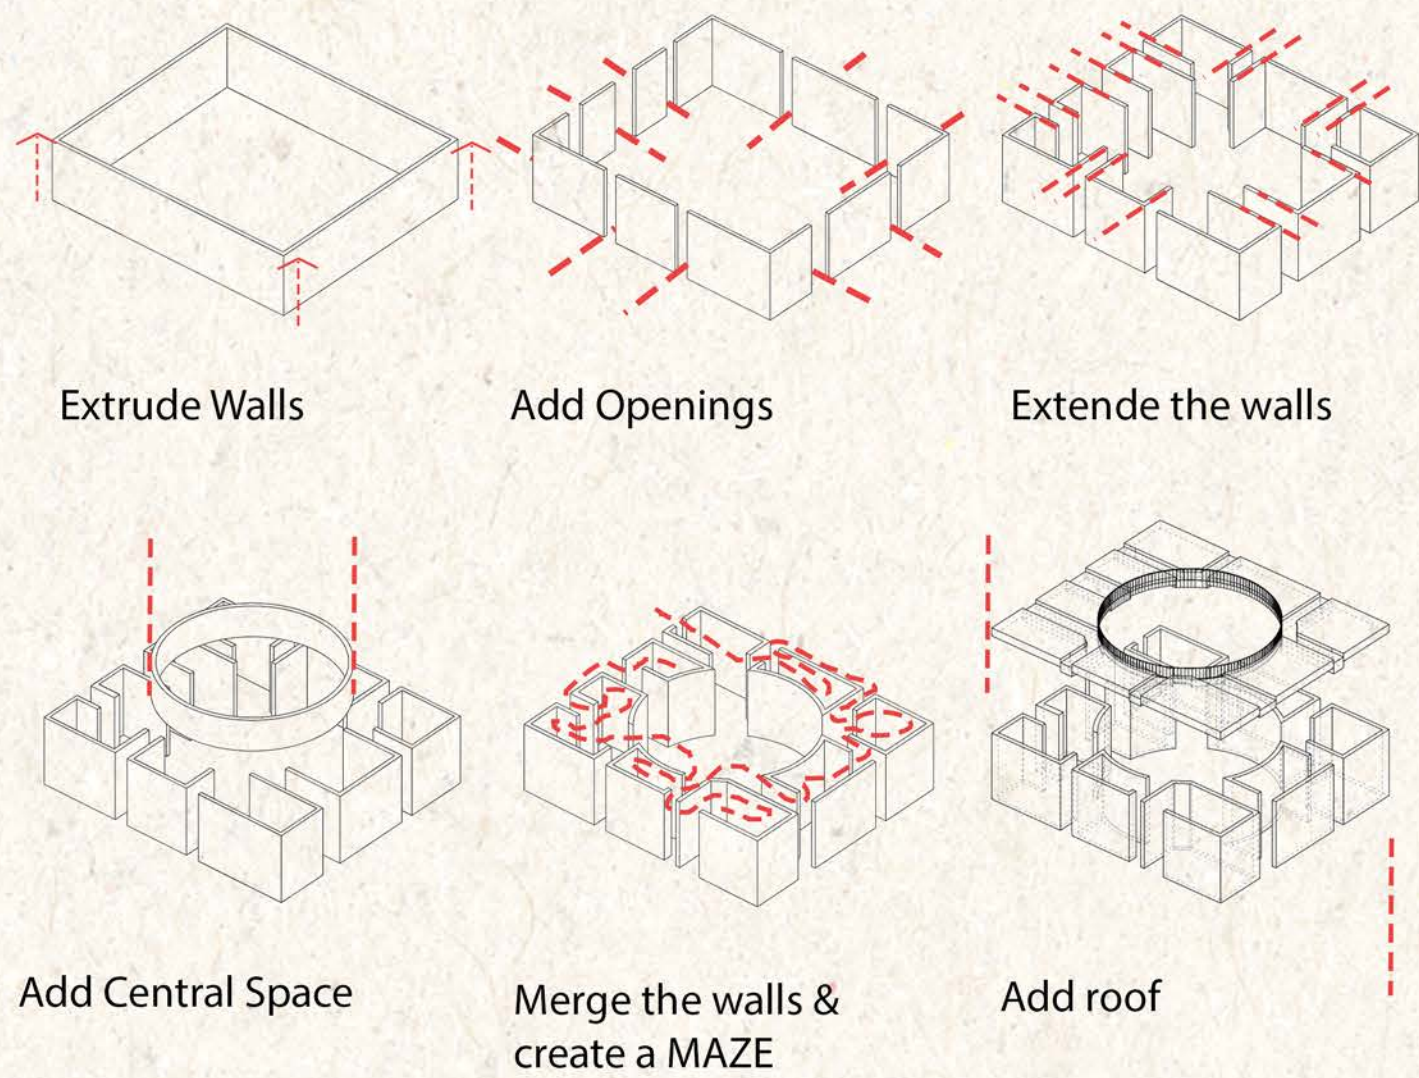 Extrude Walls
Add Openings
Extende the walls
Add Central Space
Merge the walls &
create a MAZE
Add roof